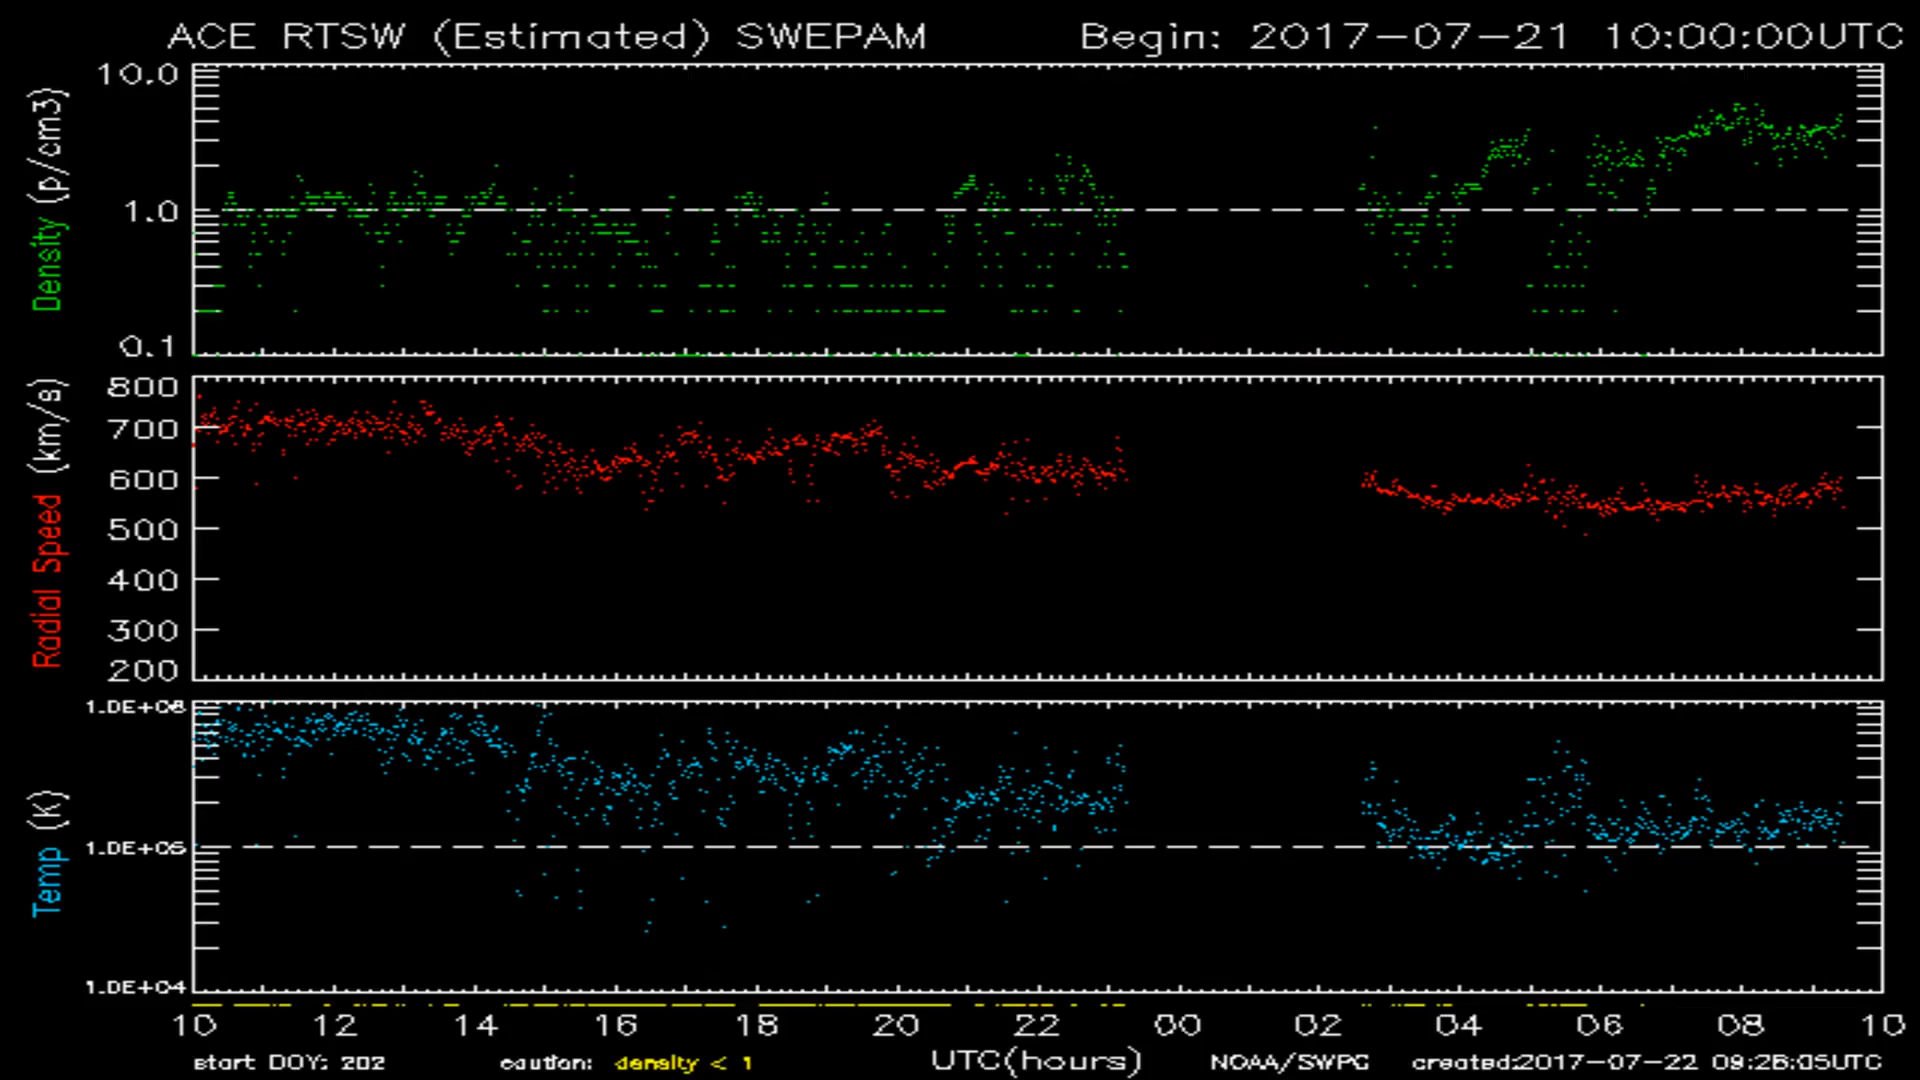 ACE RTSW (Estimated) SWEPAM Begin: 2017-07-21 10:00:00UTC
10.0
1.0
0.1
Density (p/cm3)
800
700
600
500
400
300
200
Radial Speed (km/s)
1.0E+06
1.0E+05
1.0E+04
Temp (K)
10 12 14 16 18 20 22 00 02 04 06 08 10
start DOY: 202 caution: density < 1 UTC(hours) NOAA/SWPC created:2017-07-22 09:26:05UTC